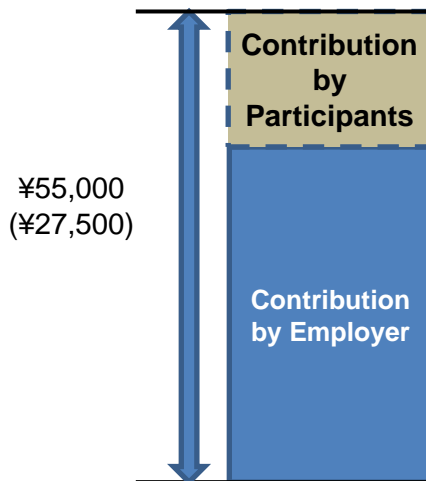 Contribution
by
Participants
¥55,000
(¥27,500)
Contribution
by Employer